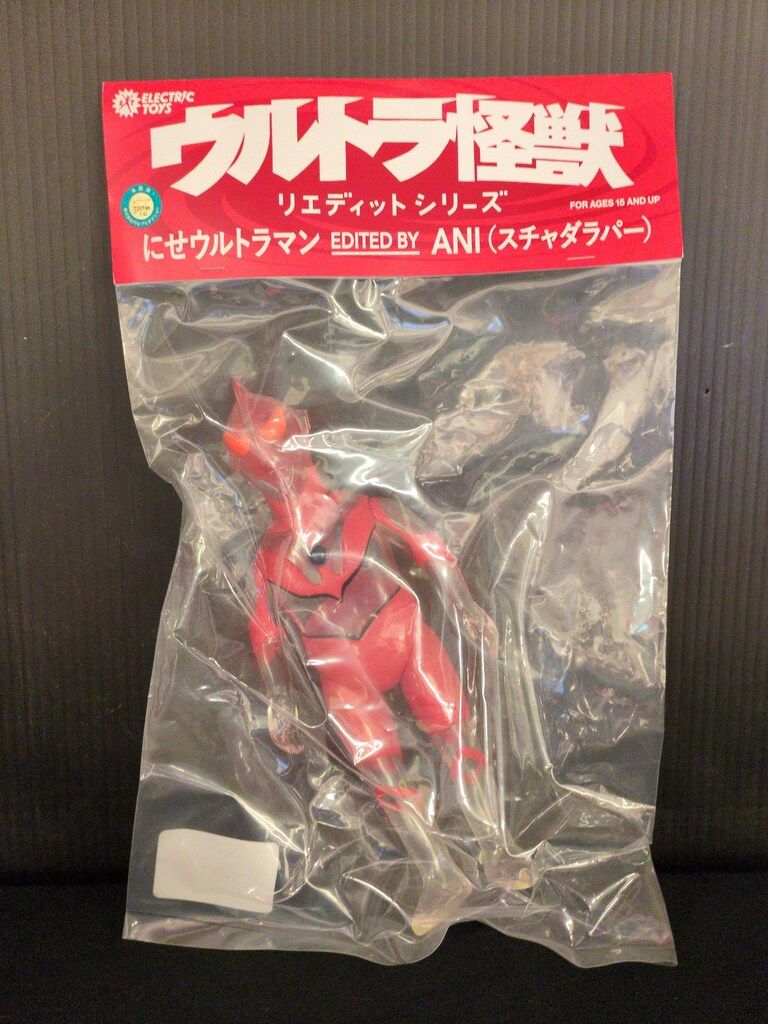 ELECTRIC
TOYS
ウルトラ怪獣
リエディットシリーズ
FOR AGES 15 AND UP
にせウルトラマン EDITED BY ANI（スチャダラパー）